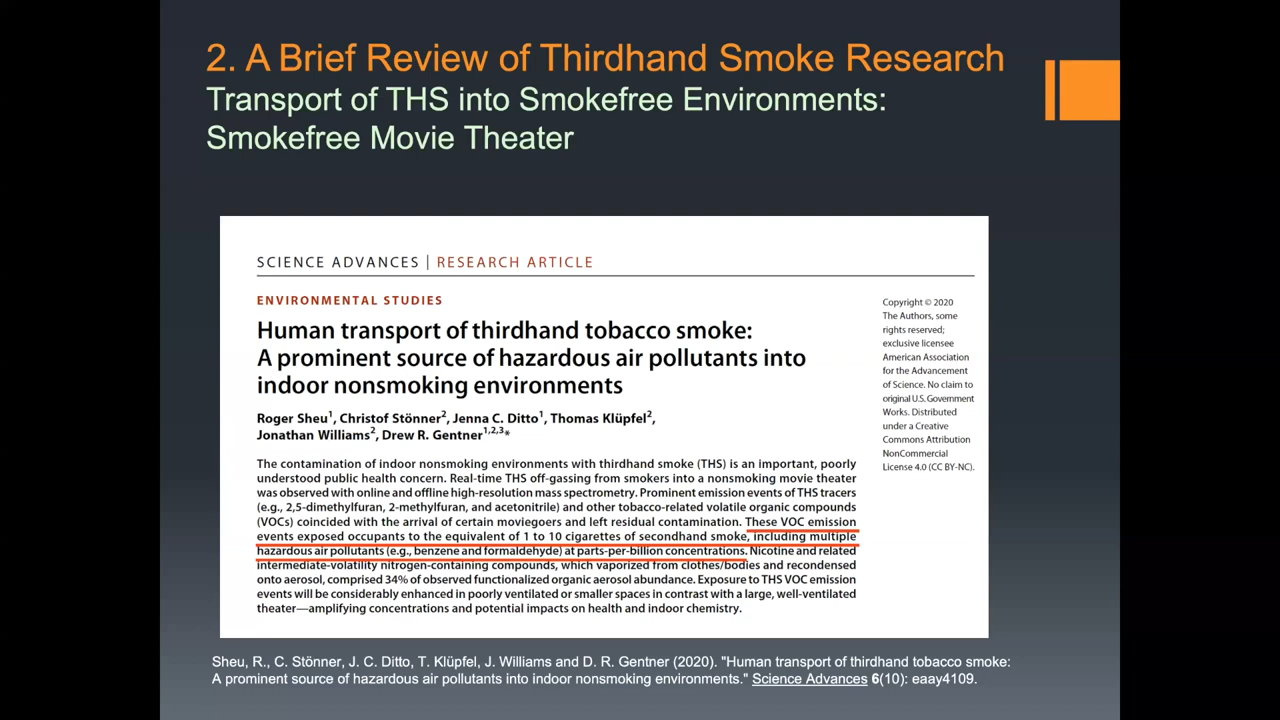 2. A Brief Review of Thirdhand Smoke Research
Transport of THS into Smokefree Environments:
Smokefree Movie Theater
SCIENCE ADVANCES | RESEARCH ARTICLE
ENVIRONMENTAL STUDIES
Human transport of thirdhand tobacco smoke:
A prominent source of hazardous air pollutants into
indoor nonsmoking environments
Roger Sheu1, Christof Stönner2, Jenna C. Ditto1, Thomas Klüpfel2,
Jonathan Williams2, Drew R. Gentner1,2,3*
The contamination of indoor nonsmoking environments with thirdhand smoke (THS) is an important, poorly
understood public health concern. Real-time THS off-gassing from smokers into a nonsmoking movie theater
was observed with online and offline high-resolution mass spectrometry. Prominent emission events of THS tracers
(e.g., 2,5-dimethylfuran, 2-methylfuran, and acetonitrile) and other tobacco-related volatile organic compounds
(VOCs) coincided with the arrival of certain moviegoers and left residual contamination. These VOC emission
events exposed occupants to the equivalent of 1 to 10 cigarettes of secondhand smoke, including multiple
hazardous air pollutants (e.g., benzene and formaldehyde) at parts-per-billion concentrations. Nicotine and related
intermediate-volatility nitrogen-containing compounds, which vaporized from clothes/bodies and recondensed
onto aerosol, comprised 34% of observed functionalized organic aerosol abundance. Exposure to THS VOC emission
events will be considerably enhanced in poorly ventilated or smaller spaces in contrast with a large, well-ventilated
theater—amplifying concentrations and potential impacts on health and indoor chemistry.
Copyright © 2020
The Authors, some
rights reserved;
exclusive licensee
American Association
for the Advancement
of Science. No claim to
original U.S. Government
Works. Distributed
under a Creative
Commons Attribution
NonCommercial
License 4.0 (CC BY-NC).
Sheu, R., C. Stönner, J. C. Ditto, T. Klüpfel, J. Williams and D. R. Gentner (2020). "Human transport of thirdhand tobacco smoke:
A prominent source of hazardous air pollutants into indoor nonsmoking environments." Science Advances 6(10): eaay4109.